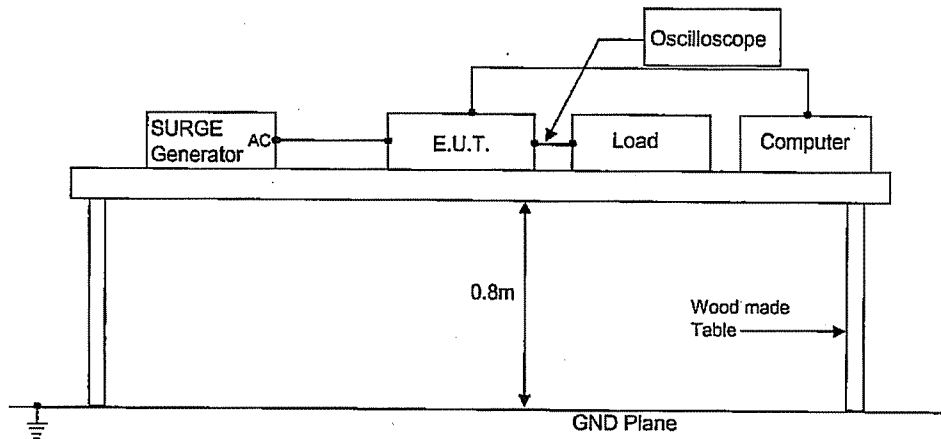 Oscilloscope
SURGE
Generator
AC
E.U.T.
Load
Computer
0.8m
Wood made
Table
GND Plane